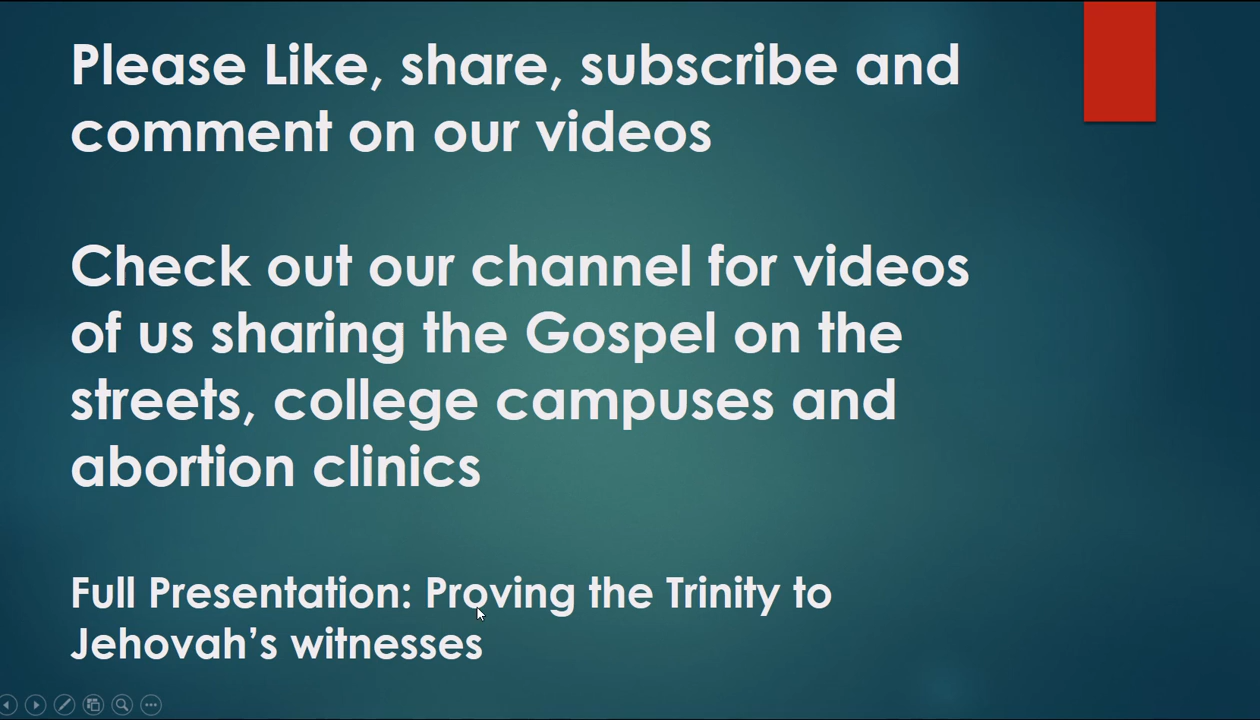 Please Like, share, subscribe and
comment on our videos
Check out our channel for videos
of us sharing the Gospel on the
streets, college campuses and
abortion clinics
Full Presentation: Proving the Trinity to
Jehovah’s witnesses